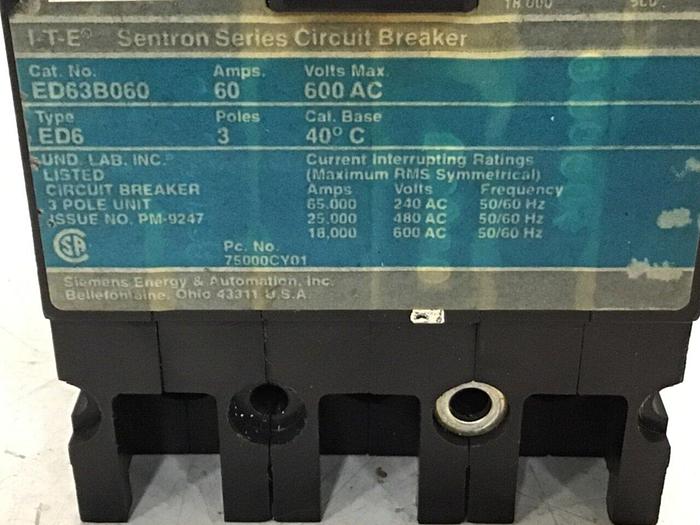 18.000
I-T-E® Sentron Series Circuit Breaker
Cat. No. Amps. Volts Max.
ED63B060 60 600 AC
Type Poles Cal. Base
ED6 3 40° C
UND. LAB. INC.® Current Interrupting Ratings
LISTED (Maximum RMS Symmetrical)
CIRCUIT BREAKER Amps Volts Frequency
3 POLE UNIT 65.000 240 AC 50/60 Hz
ISSUE NO. PM-9247 25.000 480 AC 50/60 Hz
18,000 600 AC 50/60 Hz
SA
Pc. No.
75000CY01
Siemens Energy & Automation, Inc.
Bellefontaine, Ohio 43311 U.S.A.